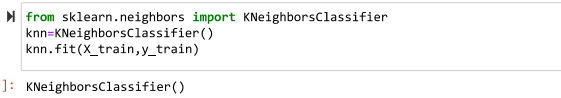 from sklearn.neighbors import KNeighborsClassifier
knn=KNeighborsClassifier()
knn.fit(X_train,y_train)
]: KNeighborsClassifier()